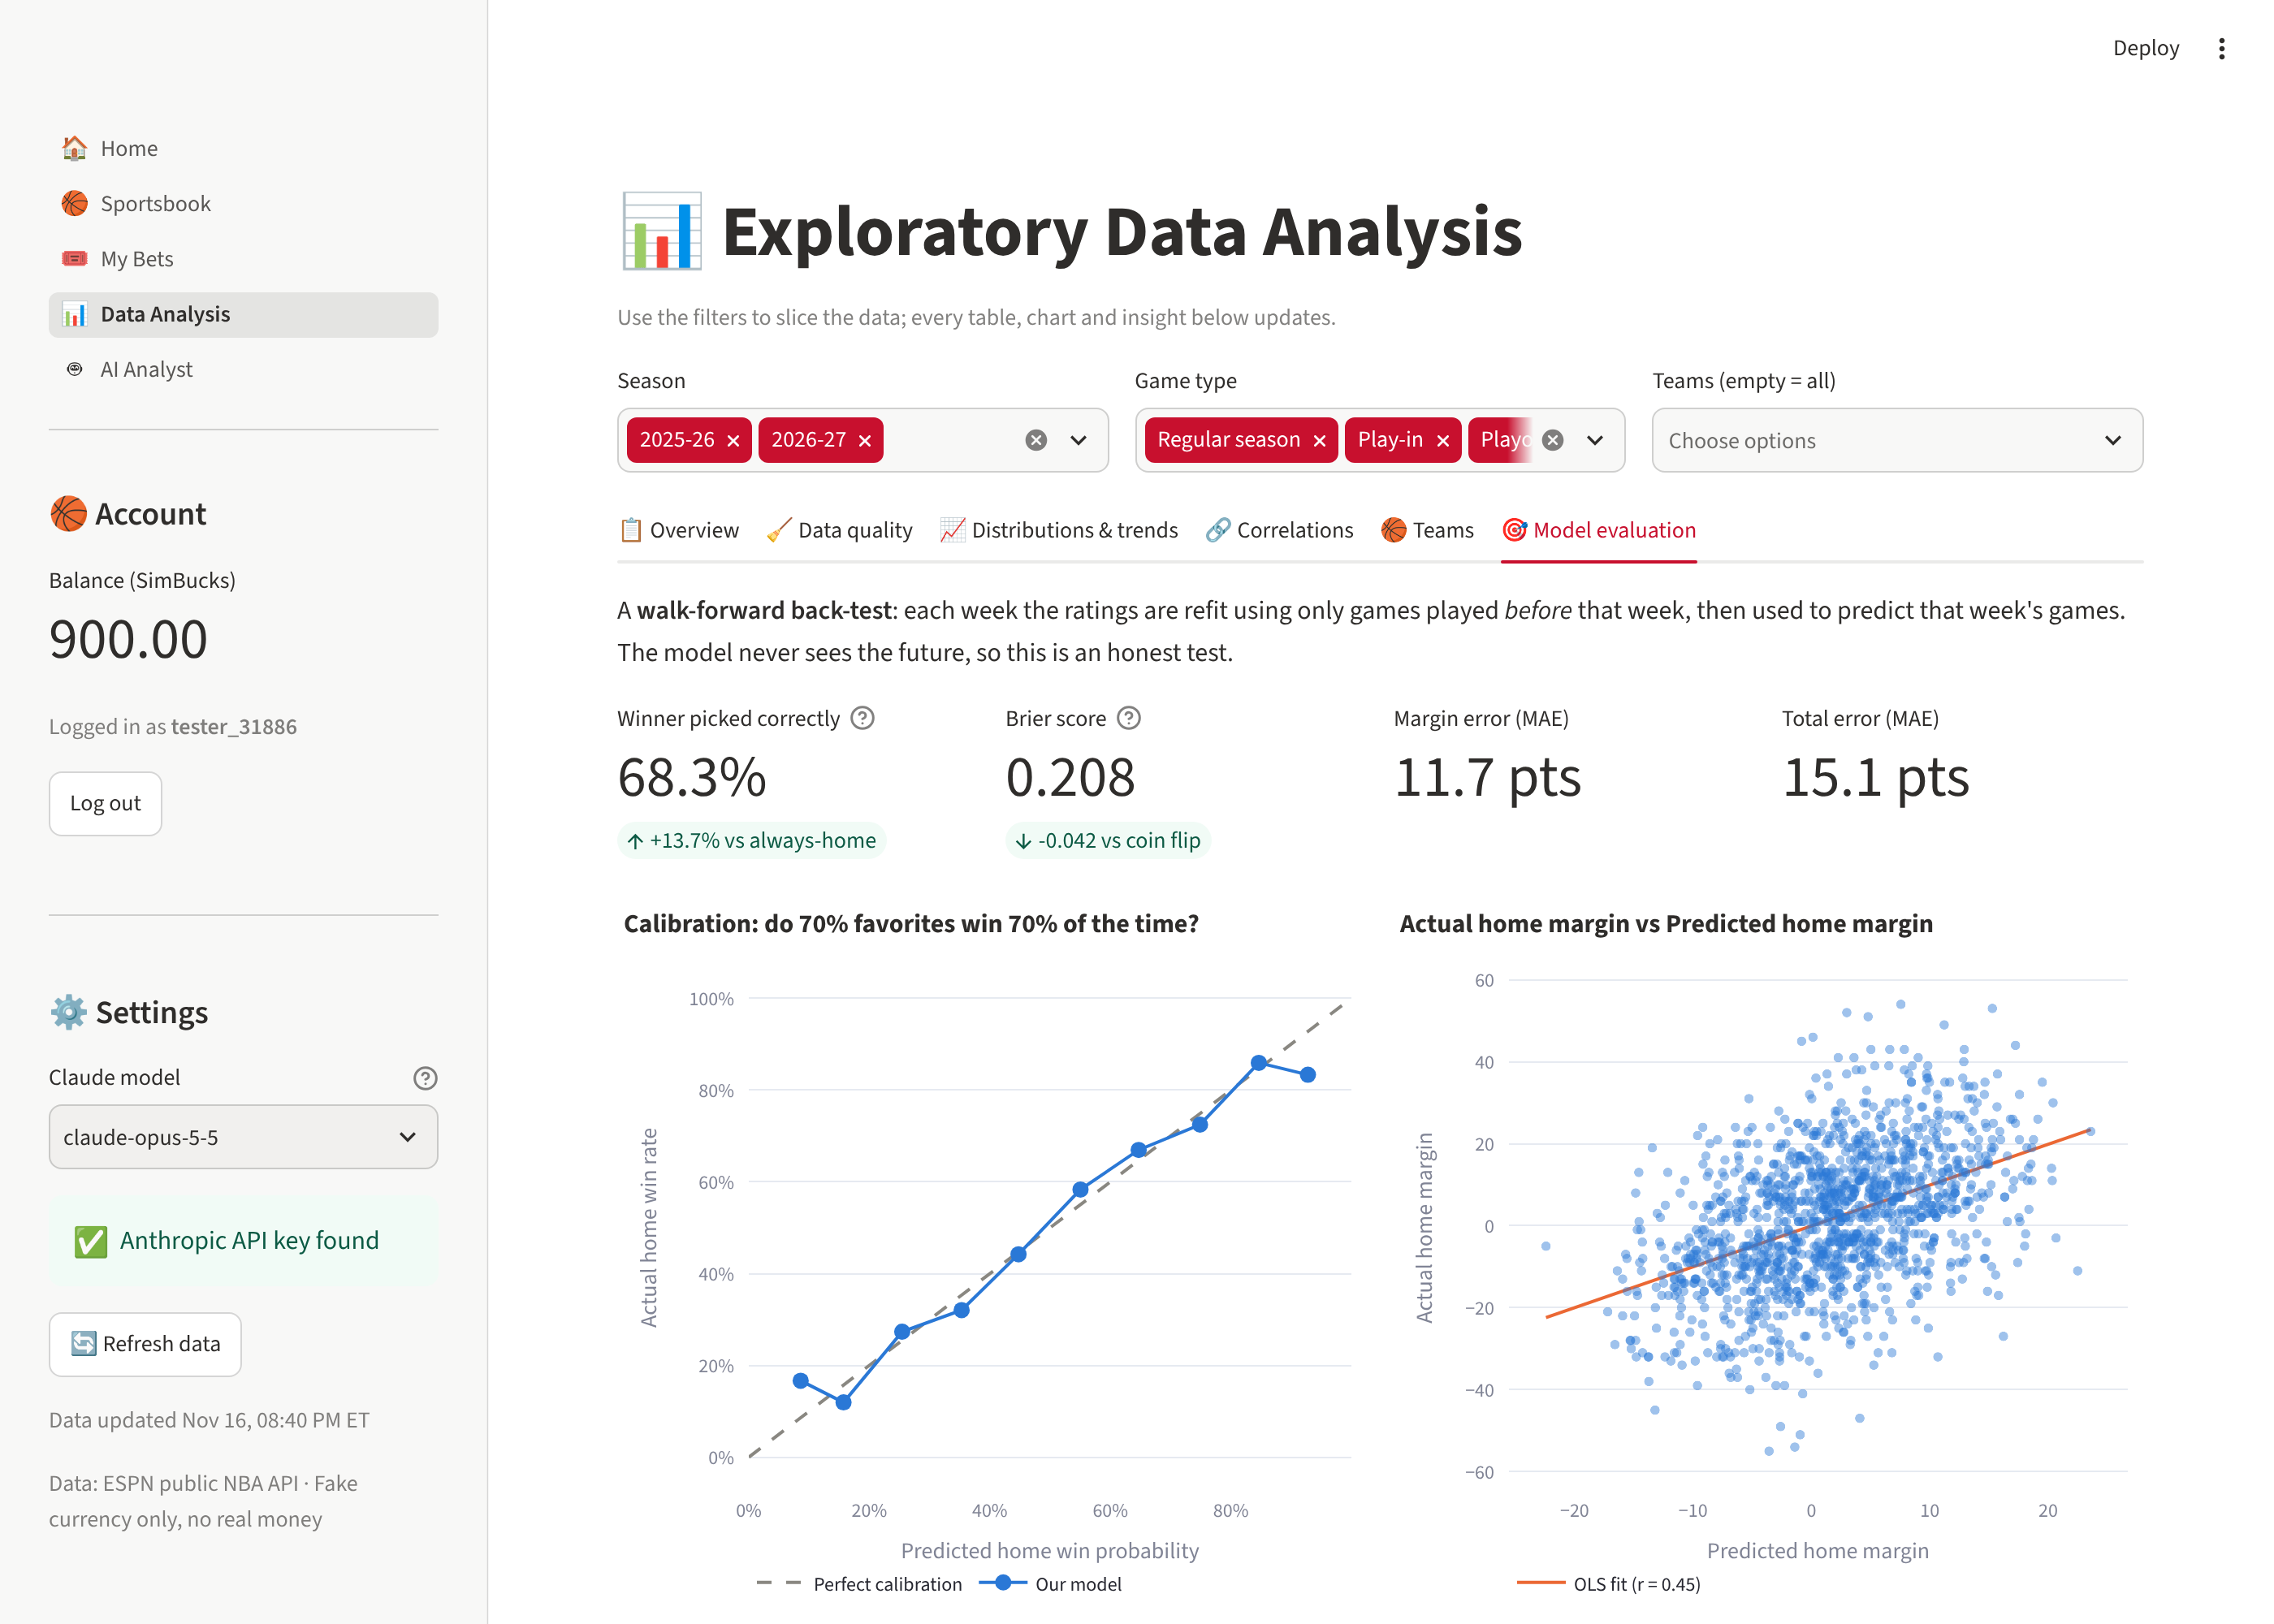 Deploy
Home
Sportsbook
My Bets
Data Analysis
AI Analyst
Account
Balance (SimBucks)
900.00
Logged in as tester_31886
Log out
Settings
Claude model
claude-opus-5-5
Anthropic API key found
Refresh data
Data updated Nov 16, 08:40 PM ET
Data: ESPN public NBA API · Fake
currency only, no real money
Exploratory Data Analysis
Use the filters to slice the data; every table, chart and insight below updates.
Season
Game type
Teams (empty = all)
2025-26
2026-27
Regular season
Play-in
Playo
Choose options
Overview
Data quality
Distributions & trends
Correlations
Teams
Model evaluation
A walk-forward back-test: each week the ratings are refit using only games played before that week, then used to predict that week's games.
The model never sees the future, so this is an honest test.
Winner picked correctly
68.3%
+13.7% vs always-home
Brier score
0.208
-0.042 vs coin flip
Margin error (MAE)
11.7 pts
Total error (MAE)
15.1 pts
Calibration: do 70% favorites win 70% of the time?
Actual home win rate
100%
80%
60%
40%
20%
0%
0%
20%
40%
60%
80%
Predicted home win probability
Perfect calibration
Our model
Actual home margin vs Predicted home margin
Actual home margin
60
40
20
0
−20
−40
−60
−20
−10
0
10
20
Predicted home margin
OLS fit (r = 0.45)